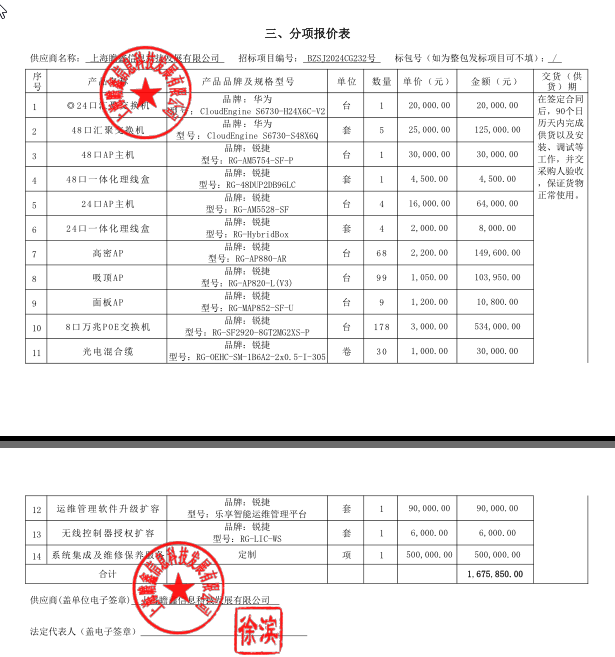 三、分项报价表
供应商名称： 上海 信息科技发展有限公司 招标项目编号： BZSJ2024CG232号 标包号（如为整包发标项目可不填）： /
序号 产品 产品品牌及规格型号 单位 数量 单价（元） 金额（元） 交货（供货）期
1 ◎24口汇聚交换机 品牌：华为 型号：CloudEngine S6730-H24X6C-V2 台 1 20,000.00 20,000.00
2 48口汇聚交换机 品牌：华为 型号：CloudEngine S6730-S48X6Q 套 5 25,000.00 125,000.00
3 48口AP主机 品牌：锐捷 型号：RG-AM5754-SF-P 台 1 30,000.00 30,000.00
4 48口一体化理线盒 品牌：锐捷 型号：RG-48DUP2DB96LC 套 1 4,500.00 4,500.00
5 24口AP主机 品牌：锐捷 型号：RG-AM5528-SF 台 4 16,000.00 64,000.00
6 24口一体化理线盒 品牌：锐捷 型号：RG-HybridBox 套 4 2,000.00 8,000.00
7 高密AP 品牌：锐捷 型号：RG-AP880-AR 台 68 2,200.00 149,600.00
8 吸顶AP 品牌：锐捷 型号：RG-AP820-L(V3) 台 99 1,050.00 103,950.00
9 面板AP 品牌：锐捷 型号：RG-MAP852-SF-U 台 9 1,200.00 10,800.00
10 8口万兆POE交换机 品牌：锐捷 型号：RG-SF2920-8GT2MG2XS-P 台 178 3,000.00 534,000.00
11 光电混合缆 品牌：锐捷 型号：RG-OEHC-SM-1B6A2-2x0.5-I-305 卷 30 1,000.00 30,000.00
在签定合同
后，90个日
历天内完成
供货以及安
装、调试等
工作，并交
采购人验收
，保证货物
正常使用。
12 运维管理软件升级扩容 品牌：锐捷 型号：乐享智能运维管理平台 套 1 90,000.00 90,000.00
13 无线控制器授权扩容 品牌：锐捷 型号：RG-LIC-WS 套 1 6,000.00 6,000.00
14 系统集成及维修保养服务 定制 项 1 500,000.00 500,000.00
合计 1,675,850.00
供应商(盖单位电子签章) 信息科技发展有限公司
法定代表人（盖电子签章）
徐滨